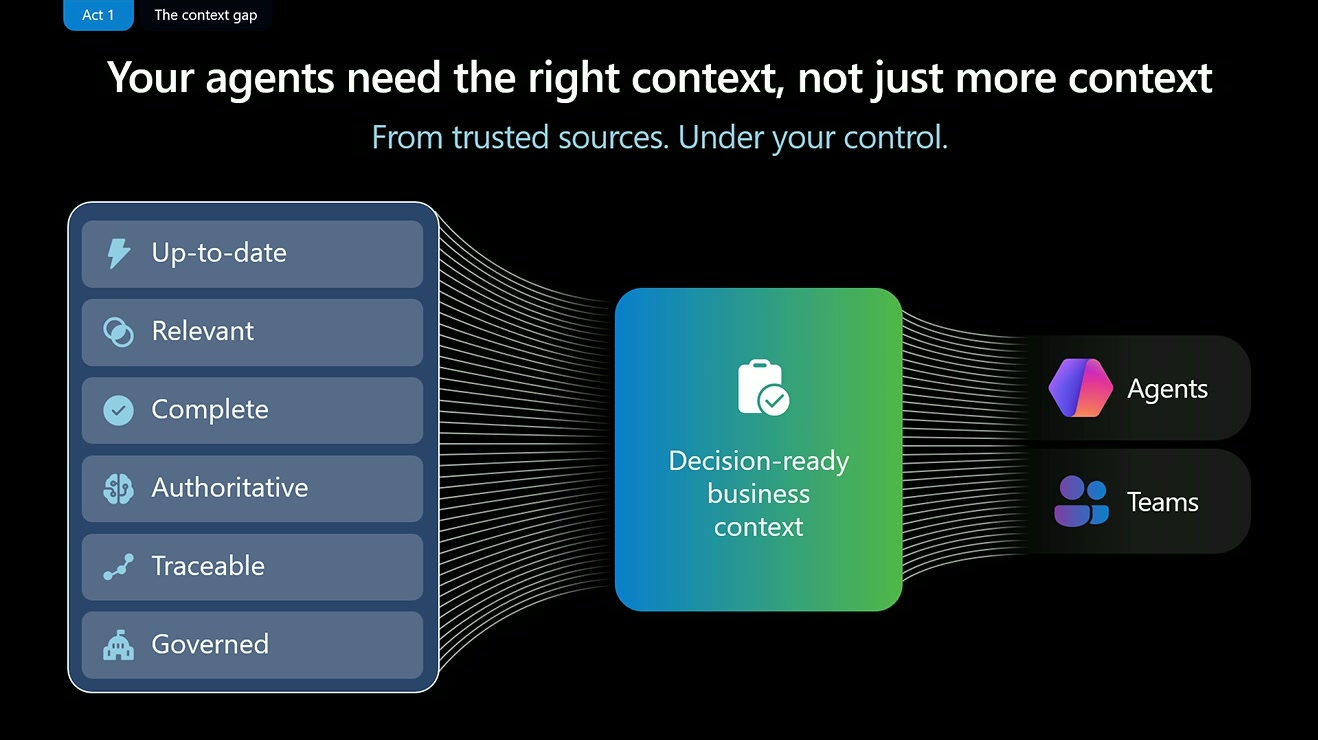 Act 1
The context gap
Your agents need the right context, not just more context
From trusted sources. Under your control.
Up-to-date
Relevant
Complete
Authoritative
Traceable
Governed
Decision-ready
business
context
Agents
Teams